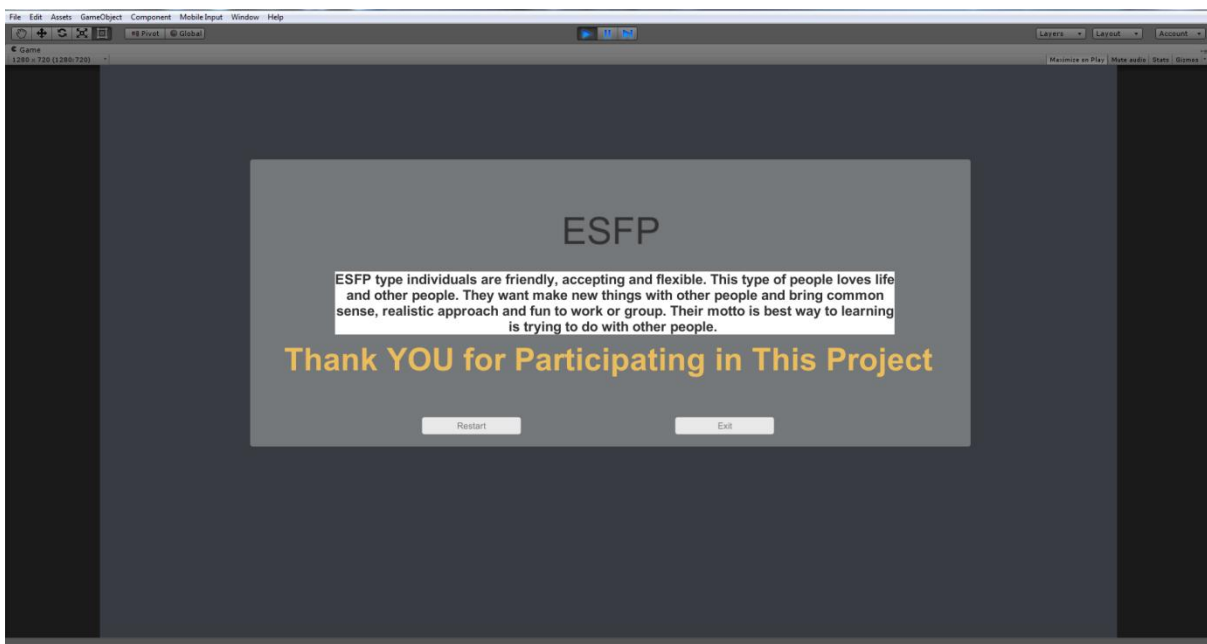 File Edit Assets GameObject Component Mobile Input Window Help
Pivot Global Layers Layout Account
Game
1280 x 720 (1280:720) Maximize on Play Mute audio Stats Gizmos
ESFP
ESFP type individuals are friendly, accepting and flexible. This type of people loves life
and other people. They want make new things with other people and bring common
sense, realistic approach and fun to work or group. Their motto is best way to learning
is trying to do with other people.
Thank YOU for Participating in This Project
Restart Exit